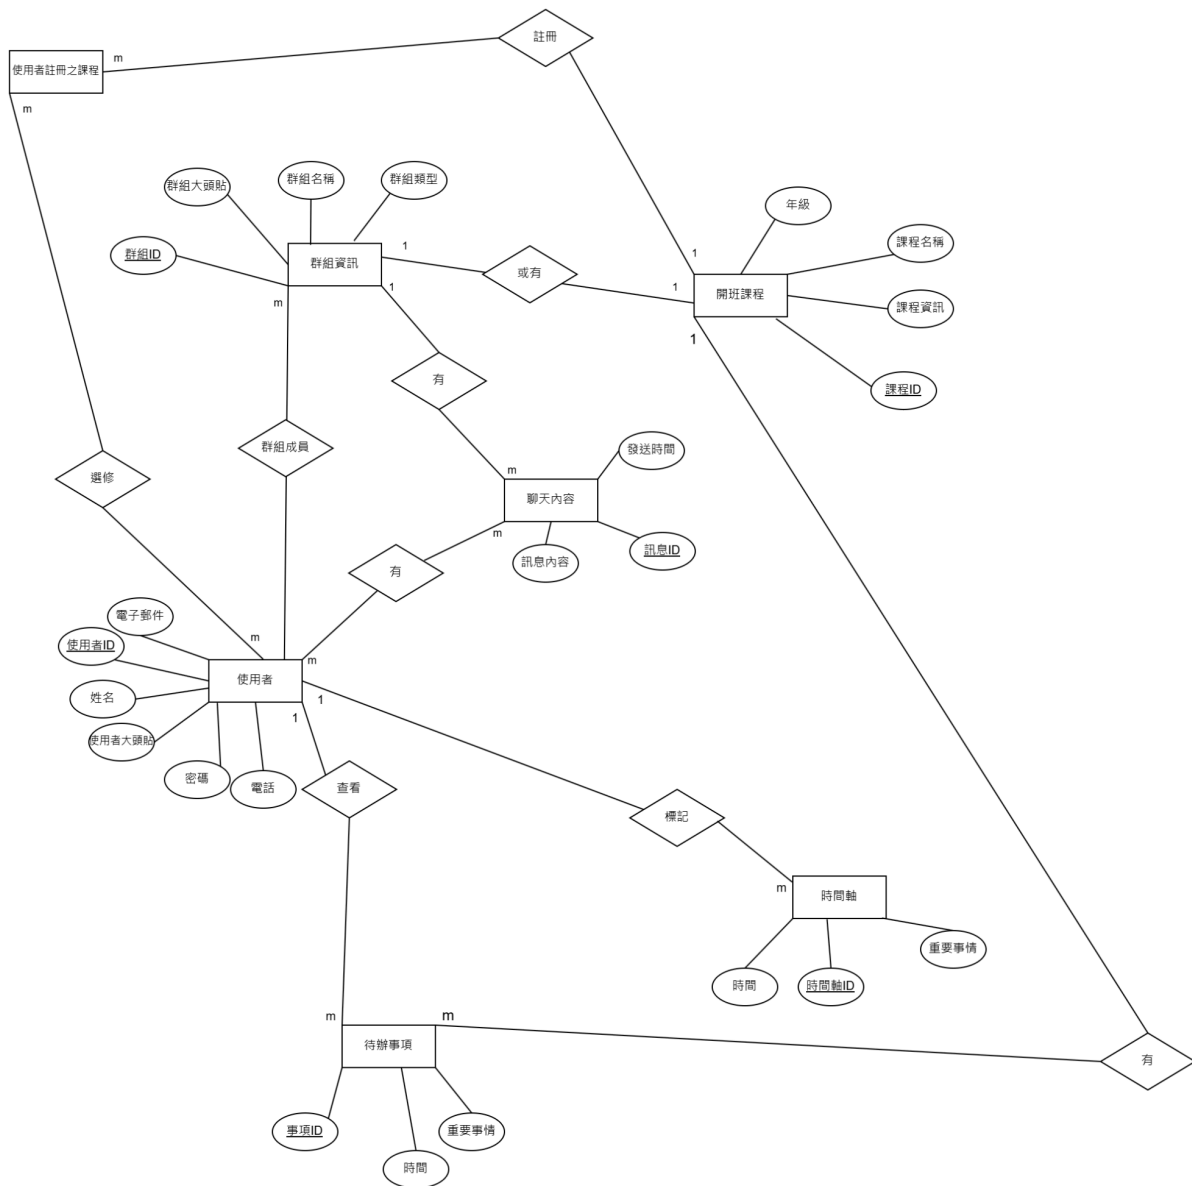 註冊
使用者註冊之課程
m
m
群組大頭貼
群組名稱
群組類型
群組ID
群組資訊
1
m
1
或有
1
1
年級
課程名稱
開班課程
課程資訊
1
課程ID
有
群組成員
選修
m
發送時間
聊天內容
m
訊息內容
訊息ID
有
電子郵件
m
使用者ID
m
姓名
使用者
使用者大頭貼
1
1
密碼
電話
查看
標記
m
時間軸
時間
時間軸ID
重要事情
m
m
待辦事項
有
事項ID
時間
重要事情